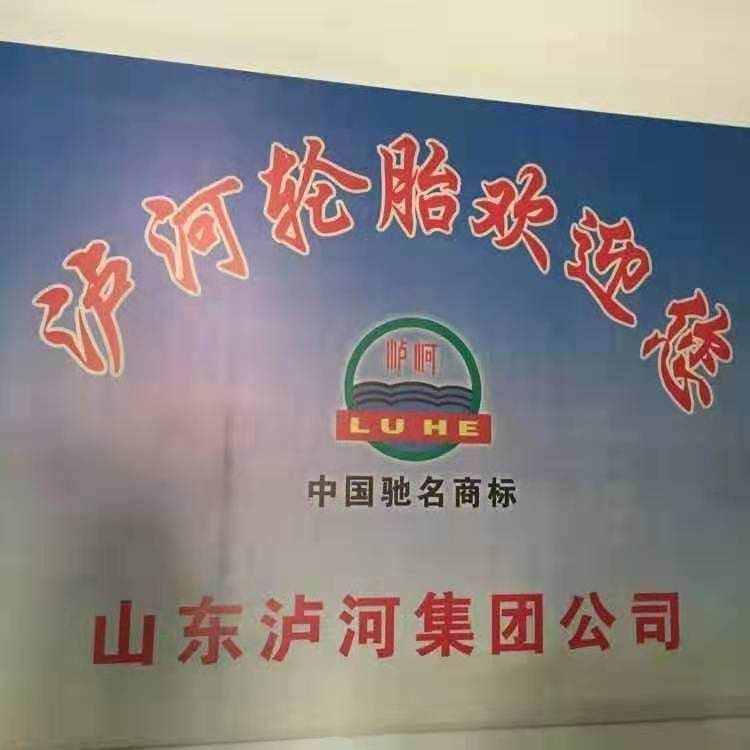 泸河轮胎欢迎您
泸河
LU HE
中国驰名商标
山东泸河集团公司